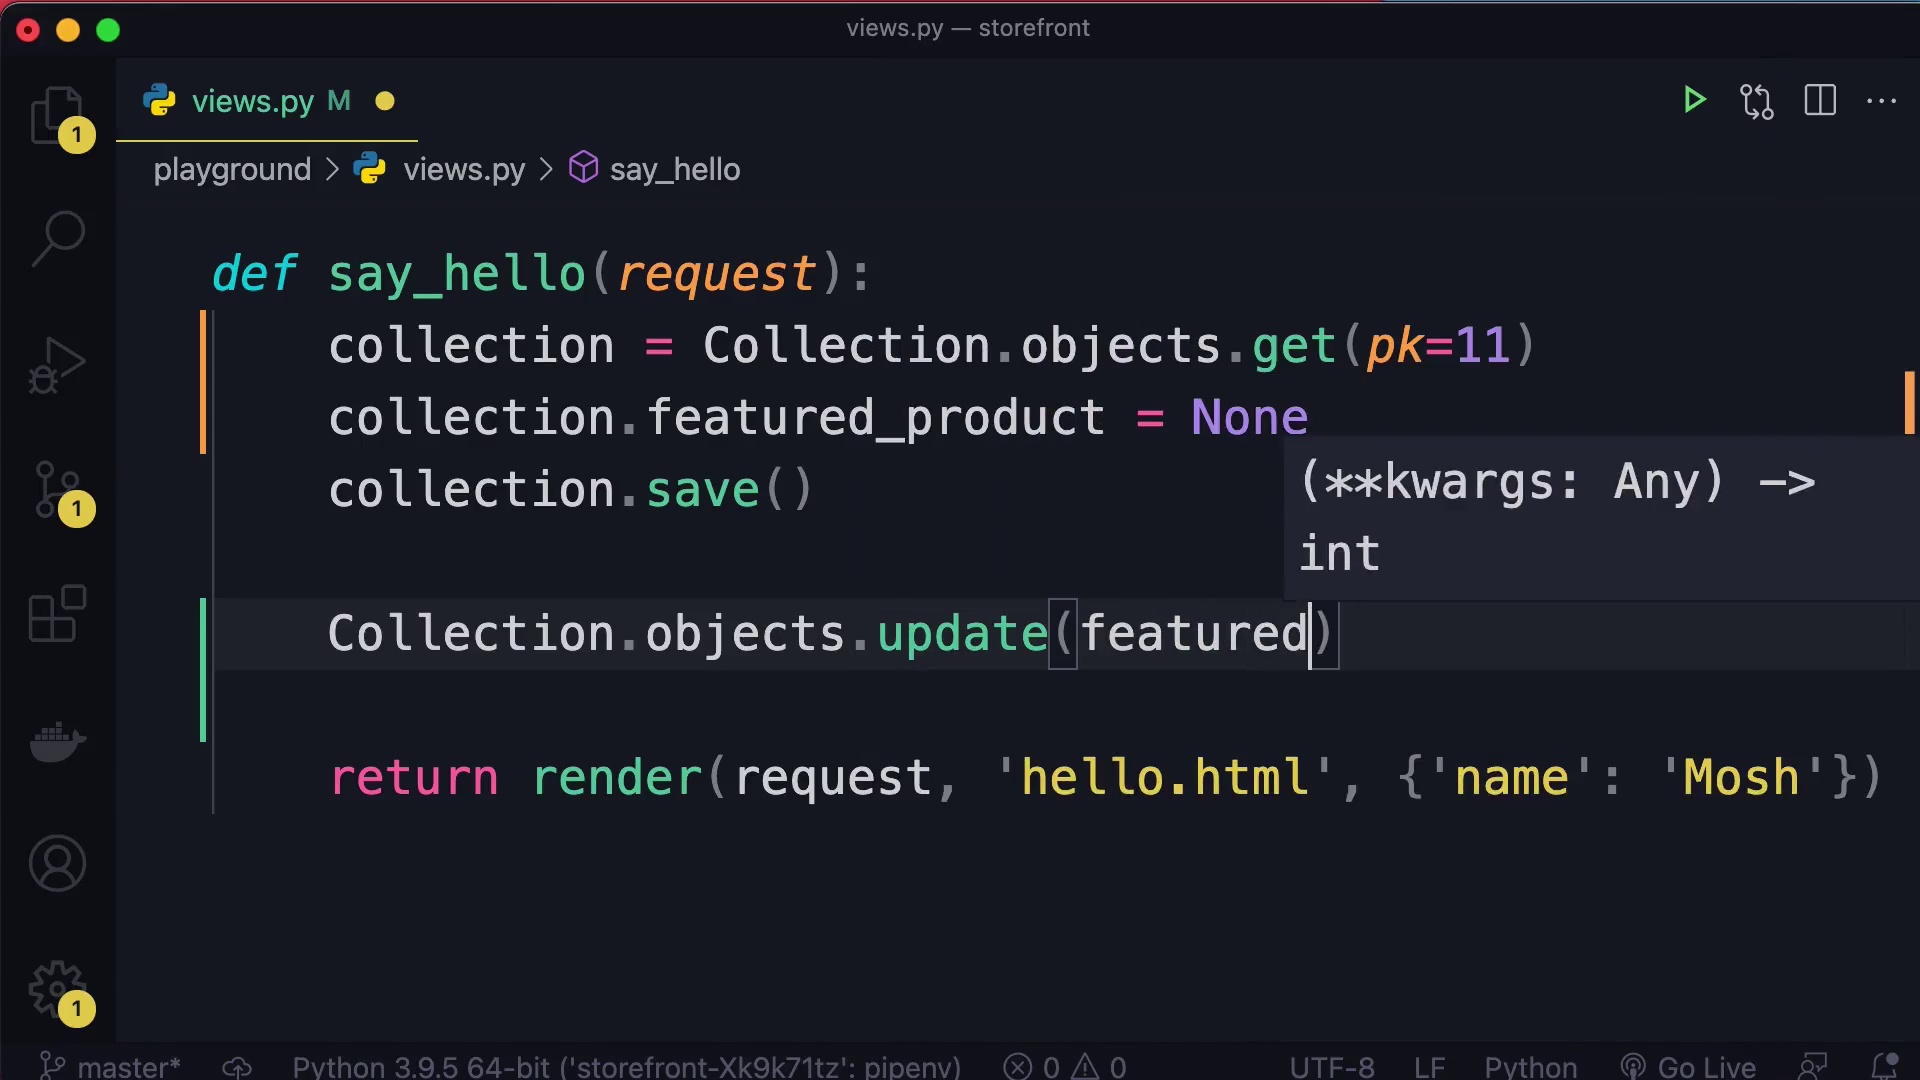 views.py — storefront
views.py M
1
playground > views.py > say_hello
def say_hello(request):
collection = Collection.objects.get(pk=11)
collection.featured_product = None
(**kwargs: Any) ->
collection.save()
1
int
Collection.objects.update(featured)
return render(request, 'hello.html', {'name': 'Mosh'})
1
master* Python 3.9.5 64-bit ('storefront-Xk9k71tz': pipenv) 0 0 UTF-8 LF Python Go Live